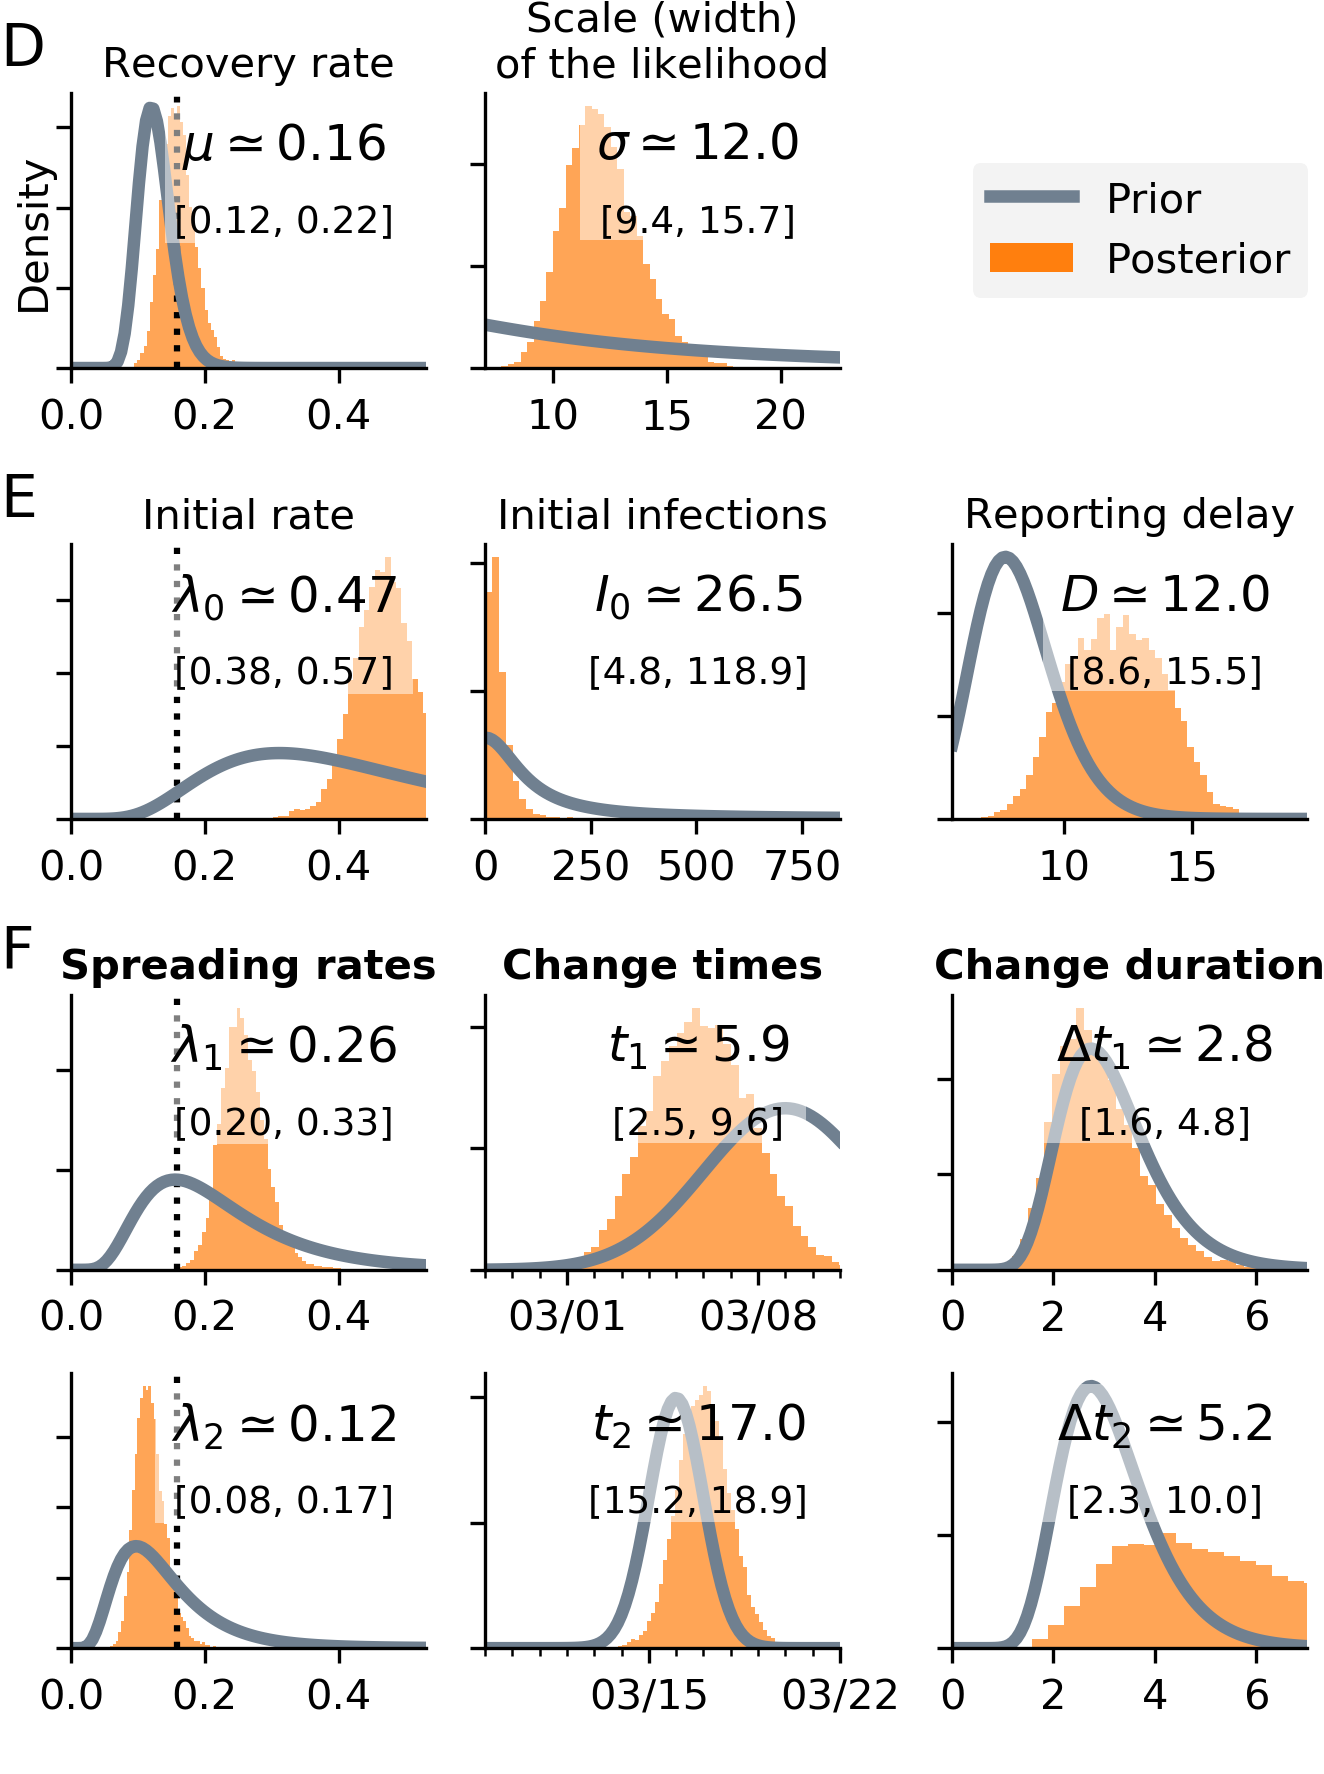 D
Recovery rate
Scale (width)
of the likelihood
Density
μ ≃ 0.16
[0.12, 0.22]
σ ≃ 12.0
[9.4, 15.7]
Prior
Posterior
0.0 0.2 0.4
10 15 20
E
Initial rate
Initial infections
Reporting delay
λ0 ≃ 0.47
[0.38, 0.57]
I0 ≃ 26.5
[4.8, 118.9]
D ≃ 12.0
[8.6, 15.5]
0.0 0.2 0.4
0 250 500 750
10 15
F
Spreading rates
Change times
Change duration
λ1 ≃ 0.26
[0.20, 0.33]
t1 ≃ 5.9
[2.5, 9.6]
Δt1 ≃ 2.8
[1.6, 4.8]
0.0 0.2 0.4
03/01 03/08
0 2 4 6
λ2 ≃ 0.12
[0.08, 0.17]
t2 ≃ 17.0
[15.2, 18.9]
Δt2 ≃ 5.2
[2.3, 10.0]
0.0 0.2 0.4
03/15 03/22
0 2 4 6